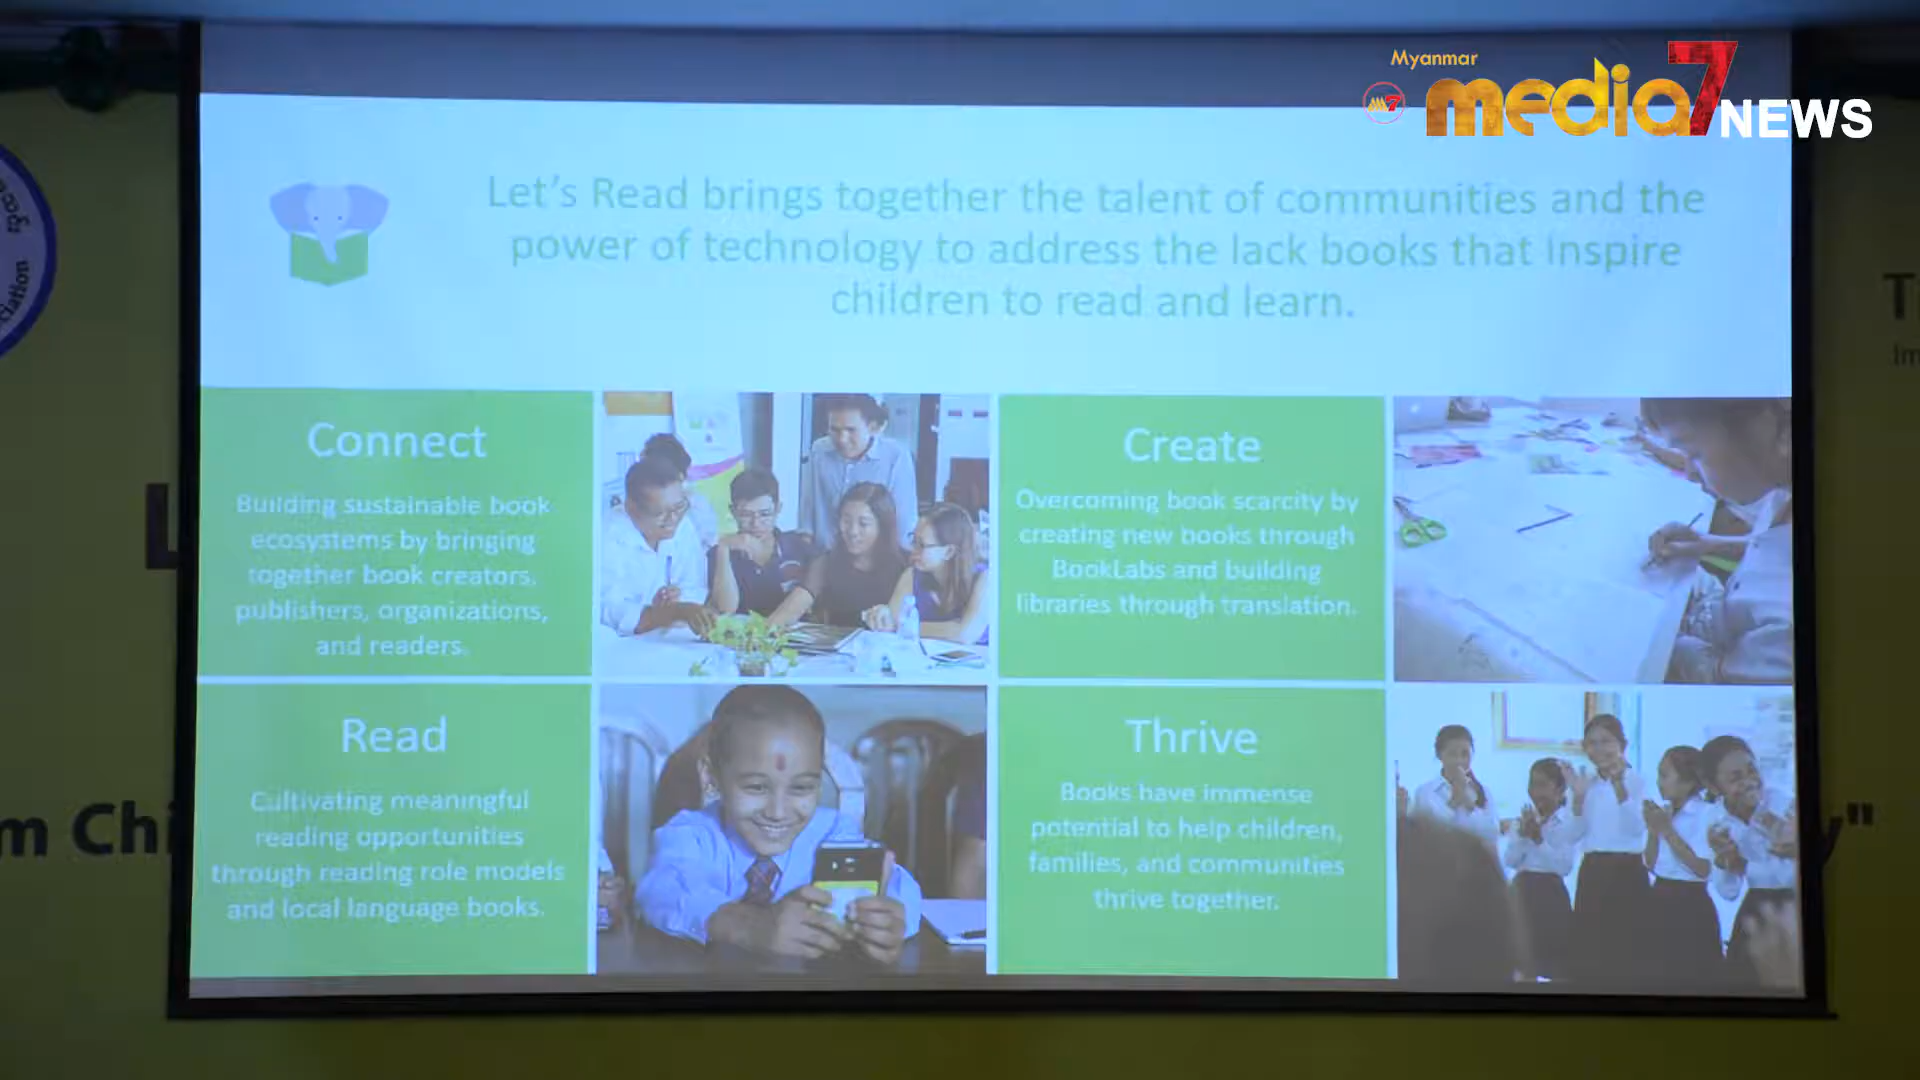 Myanmar
media7NEWS
Let's Read brings together the talent of communities and the
power of technology to address the lack books that inspire
children to read and learn.
Connect
Building sustainable book
ecosystems by bringing
together book creators,
publishers, organizations,
and readers.
Create
Overcoming book scarcity by
creating new books through
BookLabs and building
libraries through translation.
Read
Cultivating meaningful
reading opportunities
through reading role models
and local language books.
Thrive
Books have immense
potential to help children,
families, and communities
thrive together.